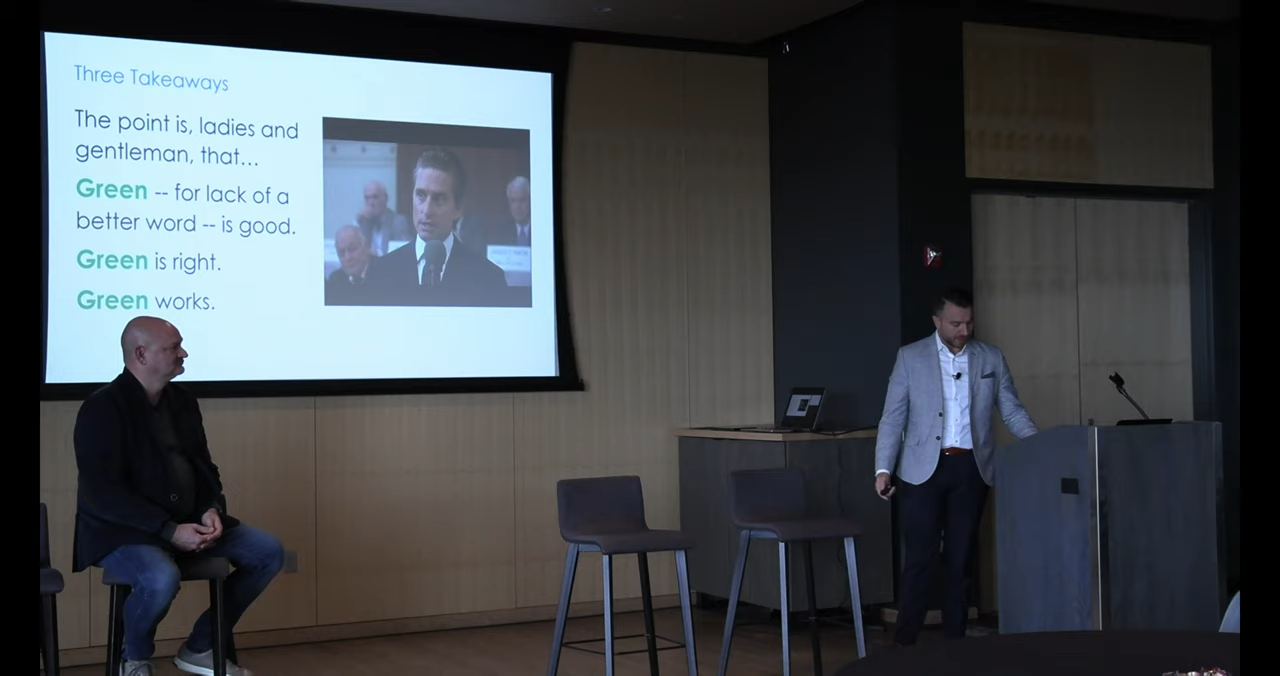 Three Takeaways
The point is, ladies and
gentleman, that...
Green -- for lack of a
better word -- is good.
Green is right.
Green works.